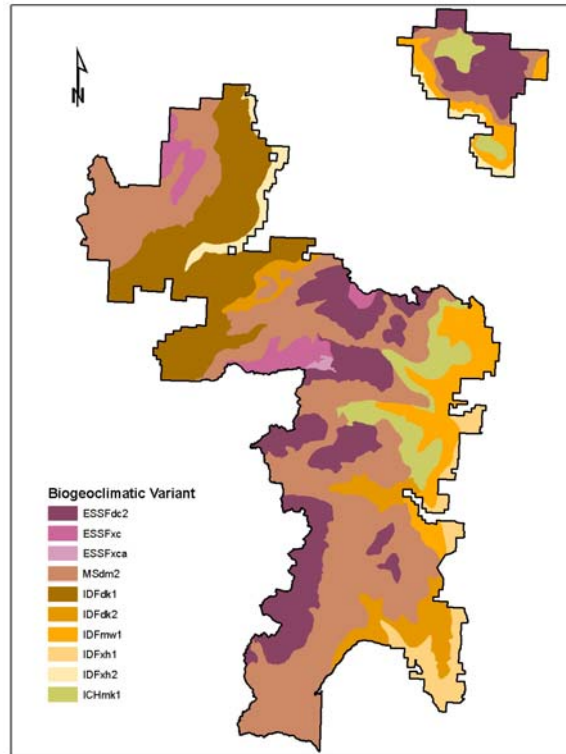 N
Biogeoclimatic Variant
ESSFdc2
ESSFxc
ESSFxca
MSdm2
IDFdk1
IDFdk2
IDFmw1
IDFxh1
IDFxh2
ICHmk1